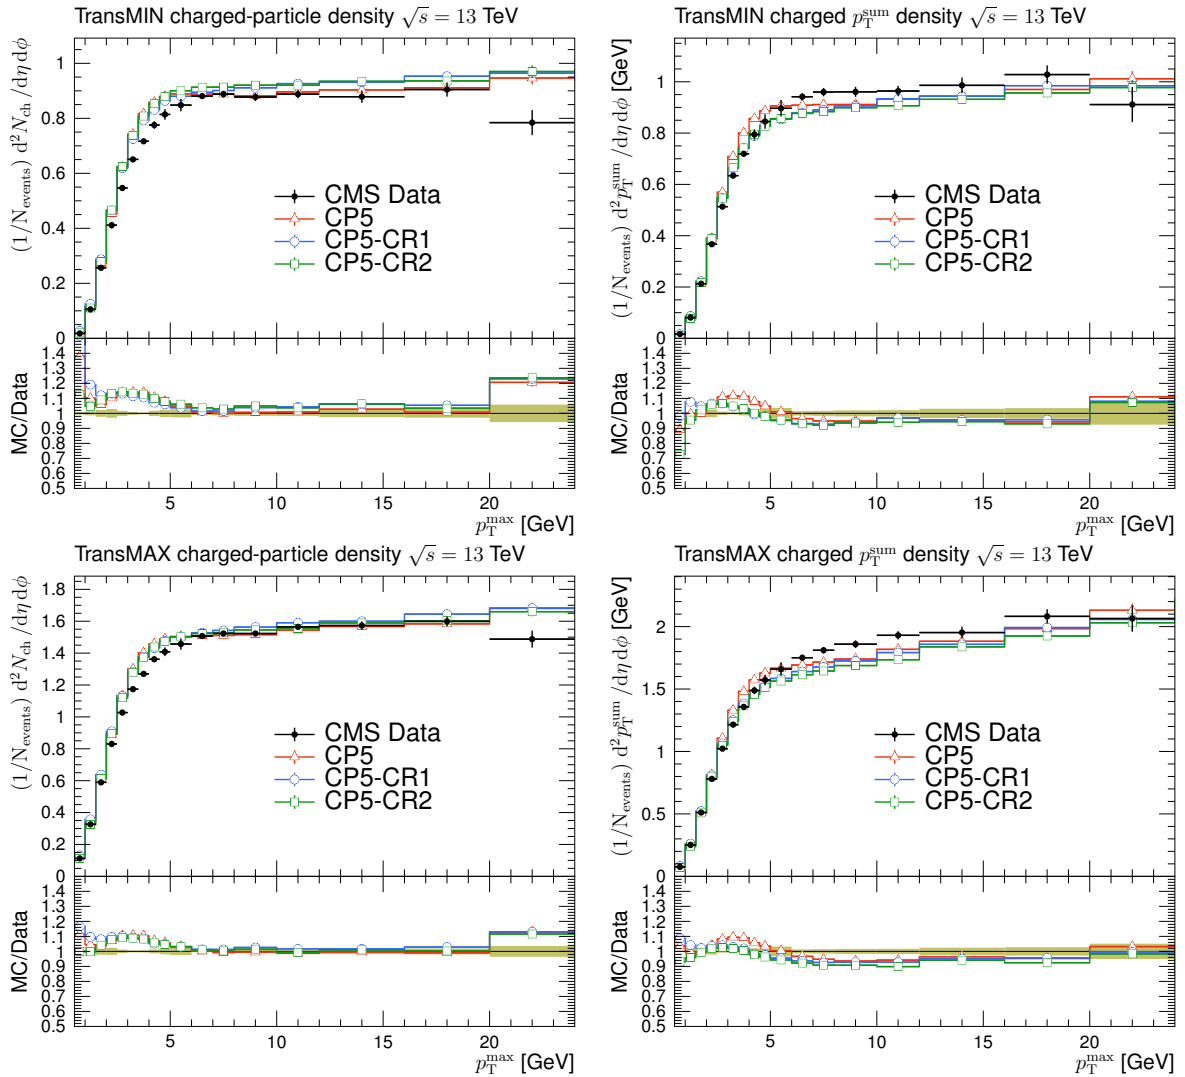 TransMIN charged-particle density √s = 13 TeV
(1/N_events) d²N_ch/dη dϕ
1
0.8
0.6
0.4
0.2
0
CMS Data
CP5
CP5-CR1
CP5-CR2
MC/Data
1.4
1.3
1.2
1.1
1
0.9
0.8
0.7
0.6
0.5
5 10 15 20
p_T^max [GeV]
TransMIN charged p_T^sum density √s = 13 TeV
(1/N_events) d²p_T^sum/dη dϕ [GeV]
1
0.8
0.6
0.4
0.2
0
CMS Data
CP5
CP5-CR1
CP5-CR2
MC/Data
1.4
1.3
1.2
1.1
1
0.9
0.8
0.7
0.6
0.5
5 10 15 20
p_T^max [GeV]
TransMAX charged-particle density √s = 13 TeV
(1/N_events) d²N_ch/dη dϕ
1.8
1.6
1.4
1.2
1
0.8
0.6
0.4
0.2
0
CMS Data
CP5
CP5-CR1
CP5-CR2
MC/Data
1.4
1.3
1.2
1.1
1
0.9
0.8
0.7
0.6
0.5
5 10 15 20
p_T^max [GeV]
TransMAX charged p_T^sum density √s = 13 TeV
(1/N_events) d²p_T^sum/dη dϕ [GeV]
2
1.5
1
0.5
0
CMS Data
CP5
CP5-CR1
CP5-CR2
MC/Data
1.4
1.3
1.2
1.1
1
0.9
0.8
0.7
0.6
0.5
5 10 15 20
p_T^max [GeV]